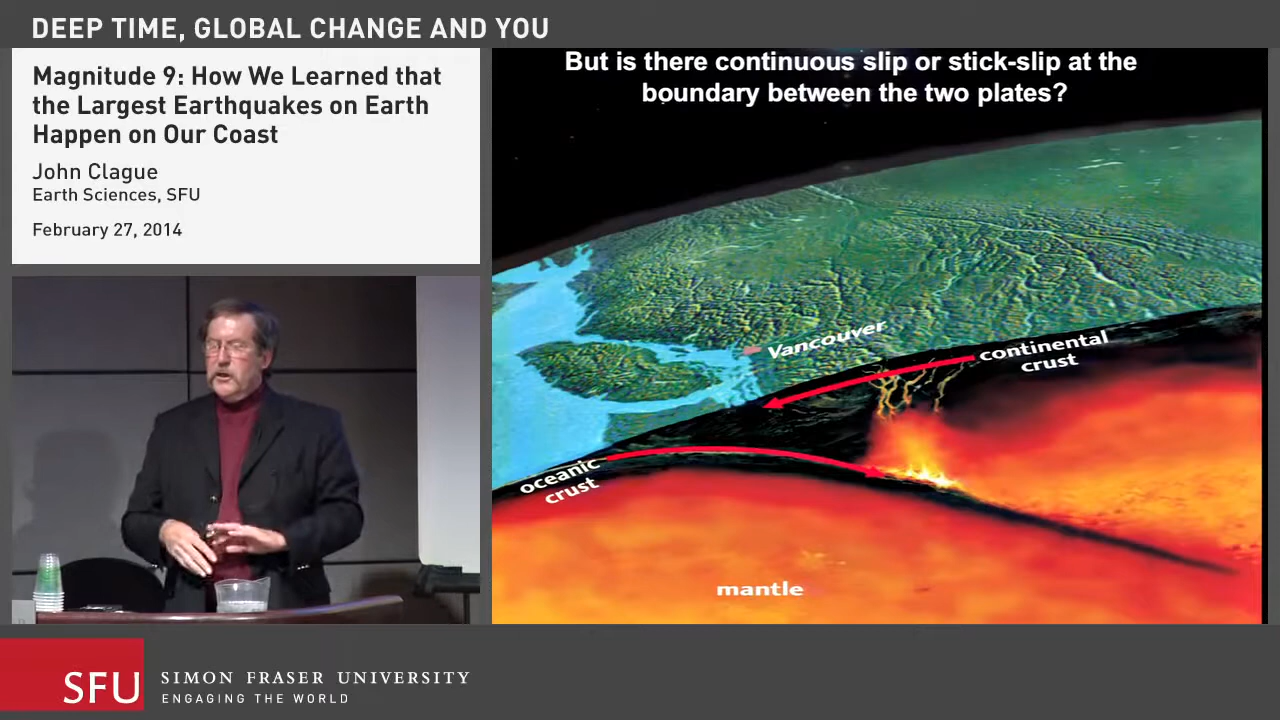 DEEP TIME, GLOBAL CHANGE AND YOU
Magnitude 9: How We Learned that
the Largest Earthquakes on Earth
Happen on Our Coast
John Clague
Earth Sciences, SFU
February 27, 2014
But is there continuous slip or stick-slip at the
boundary between the two plates?
Vancouver
continental
crust
oceanic
crust
mantle
SFU
SIMON FRASER UNIVERSITY
ENGAGING THE WORLD